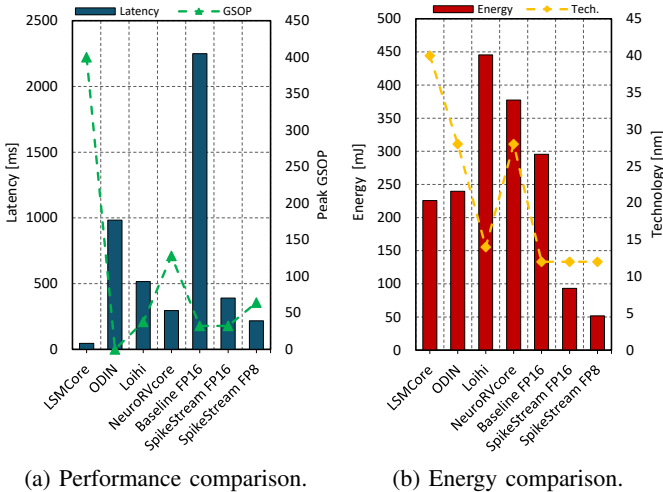 Latency GSOP
Latency [ms]
2500
2000
1500
1000
500
0
450
400
350
300
250
200
150
100
50
0
Peak GSOP
LSMCore
ODIN
Loihi
NeuroRVcore
Baseline FP16
SpikeStream FP16
SpikeStream FP8
(a) Performance comparison.
Energy Tech.
Energy [mJ]
500
450
400
350
300
250
200
150
100
50
0
45
40
35
30
25
20
15
10
5
0
Technology [nm]
LSMCore
ODIN
Loihi
NeuroRVcore
Baseline FP16
SpikeStream FP16
SpikeStream FP8
(b) Energy comparison.